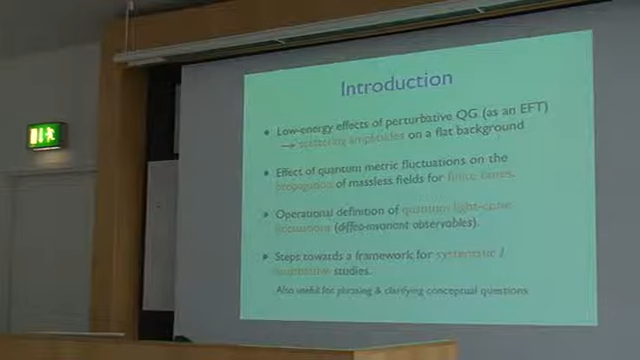 Introduction
• Low-energy effects of perturbative QG (as an EFT)
→ scattering amplitudes on a flat background
• Effect of quantum metric fluctuations on the
propagation of massless fields for finite times.
• Operational definition of quantum light-cone
fluctuations (diffeo-invariant observables).
• Steps towards a framework for systematic /
studies.
Also useful for phrasing & clarifying conceptual questions